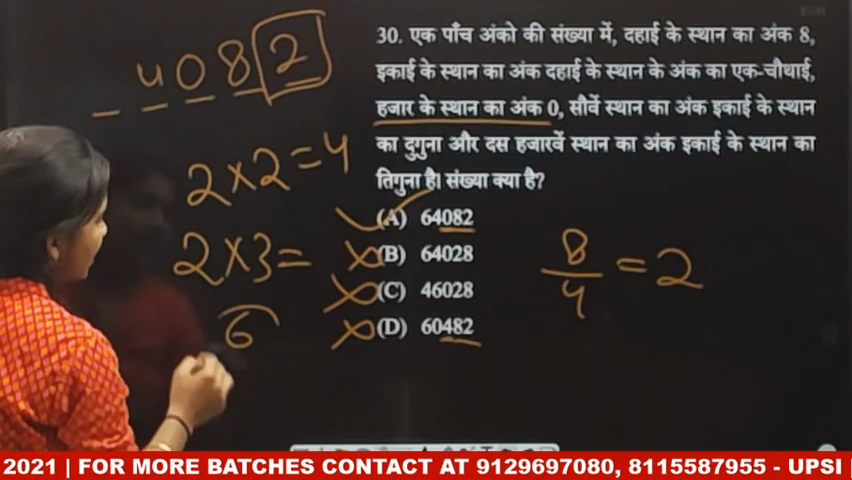 _ 4 0 8 2
2×2=4
2×3=
6
30. एक पाँच अंको की संख्या में, दहाई के स्थान का अंक 8,
इकाई के स्थान का अंक दहाई के स्थान के अंक का एक-चौथाई,
हजार के स्थान का अंक 0, सौवें स्थान का अंक इकाई के स्थान
का दुगुना और दस हजारवें स्थान का अंक इकाई के स्थान का
तिगुना है। संख्या क्या है?
(A) 64082
(B) 64028
(C) 46028
(D) 60482
8/4 = 2
2021 | FOR MORE BATCHES CONTACT AT 9129697080, 8115587955 - UPSI